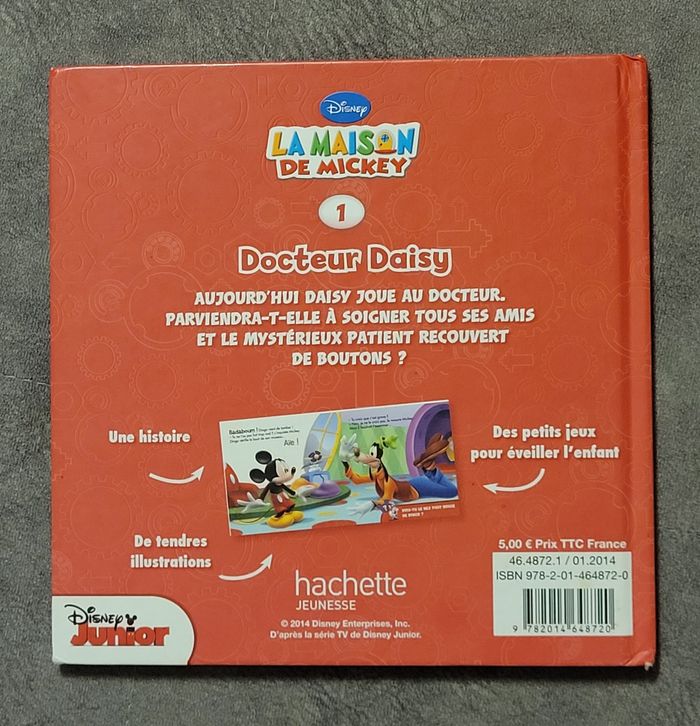 Disney
LA MAISON
DE MICKEY
1
Docteur Daisy
AUJOURD'HUI DAISY JOUE AU DOCTEUR.
PARVIENDRA-T-ELLE À SOIGNER TOUS SES AMIS
ET LE MYSTÉRIEUX PATIENT RECOUVERT
DE BOUTONS ?
Une histoire
Badaboum !
Aïe !
Des petits jeux
pour éveiller l'enfant
De tendres
illustrations
5,00 € Prix TTC France
46.4872.1 / 01.2014
ISBN 978-2-01-464872-0
9 782014 648720
hachette
JEUNESSE
© 2014 Disney Enterprises, Inc.
D'après la série TV de Disney Junior.
Disney
Junior